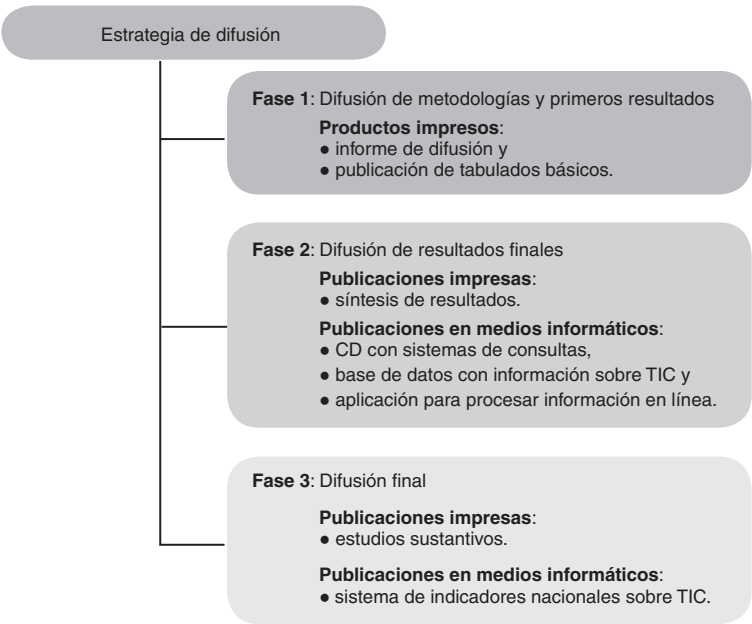 Estrategia de difusión
Fase 1: Difusión de metodologías y primeros resultados
Productos impresos:
● informe de difusión y
● publicación de tabulados básicos.
Fase 2: Difusión de resultados finales
Publicaciones impresas:
● síntesis de resultados.
Publicaciones en medios informáticos:
● CD con sistemas de consultas,
● base de datos con información sobre TIC y
● aplicación para procesar información en línea.
Fase 3: Difusión final
Publicaciones impresas:
● estudios sustantivos.
Publicaciones en medios informáticos:
● sistema de indicadores nacionales sobre TIC.